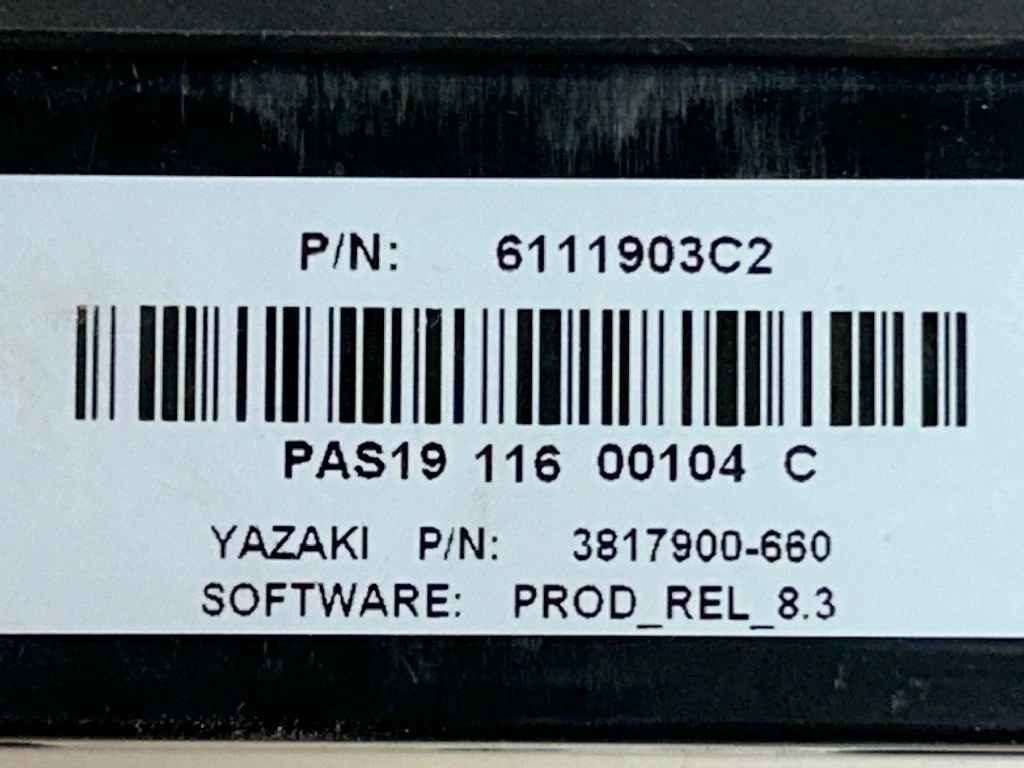 P/N: 6111903C2
PAS19 116 00104 C
YAZAKI P/N: 3817900-660
SOFTWARE: PROD_REL_8.3